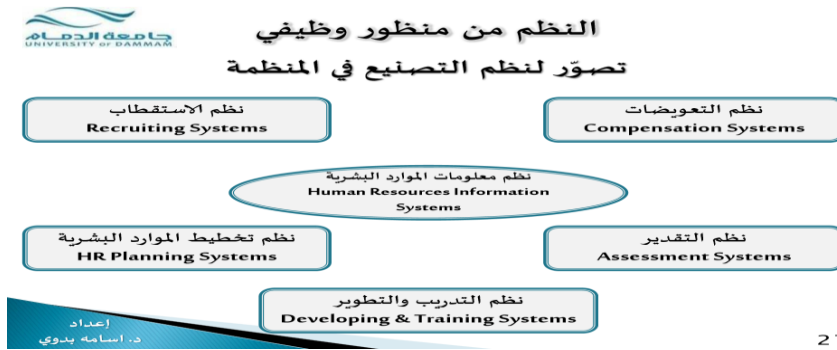 جامعة الدمام
UNIVERSITY OF DAMMAM
النظم من منظور وظيفي
تصوّر لنظم التصنيع في المنظمة
نظم التعويضات
Compensation Systems
نظم الاستقطاب
Recruiting Systems
نظم معلومات الموارد البشرية
Human Resources Information
Systems
نظم التقدير
Assessment Systems
نظم تخطيط الموارد البشرية
HR Planning Systems
نظم التدريب والتطوير
Developing & Training Systems
إعداد
د. اسامه بدوي